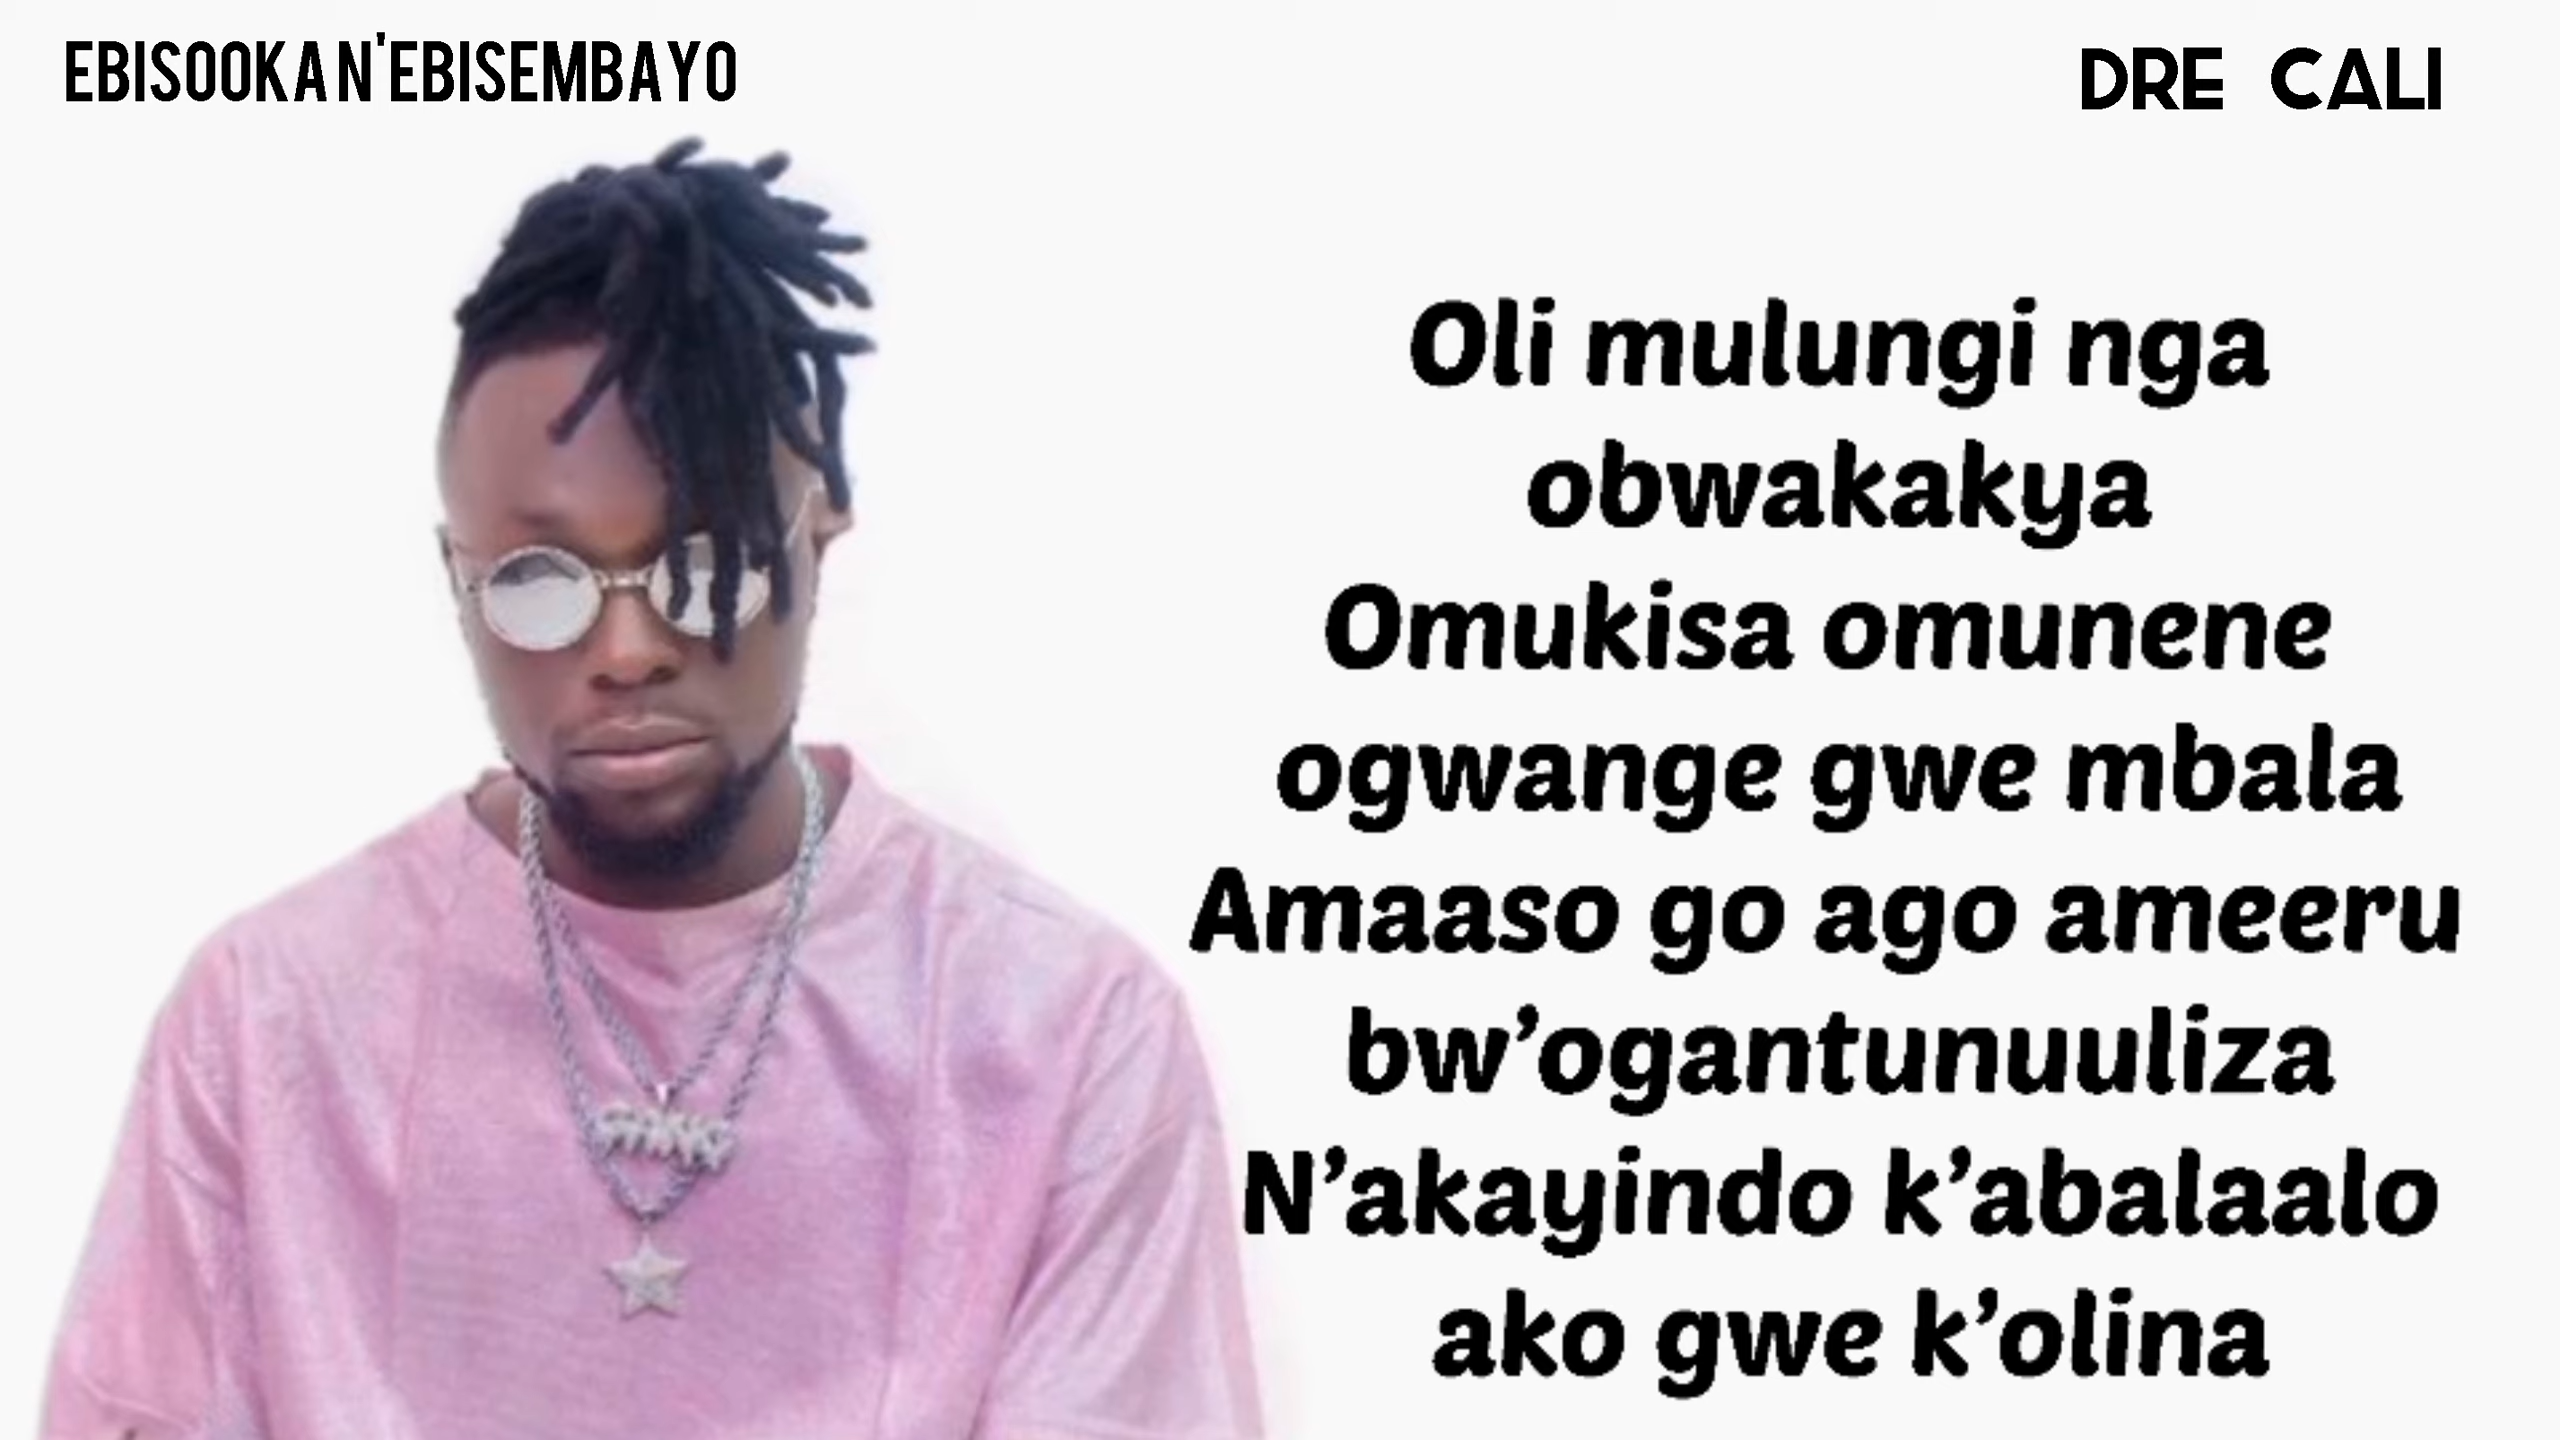 EBISOOKA N'EBISEMBAYO
DRE CALI
Oli mulungi nga
obwakakya
Omukisa omunene
ogwange gwe mbala
Amaaso go ago ameeru
bw’ogantunuuliza
N’akayindo k’abalaalo
ako gwe k’olina